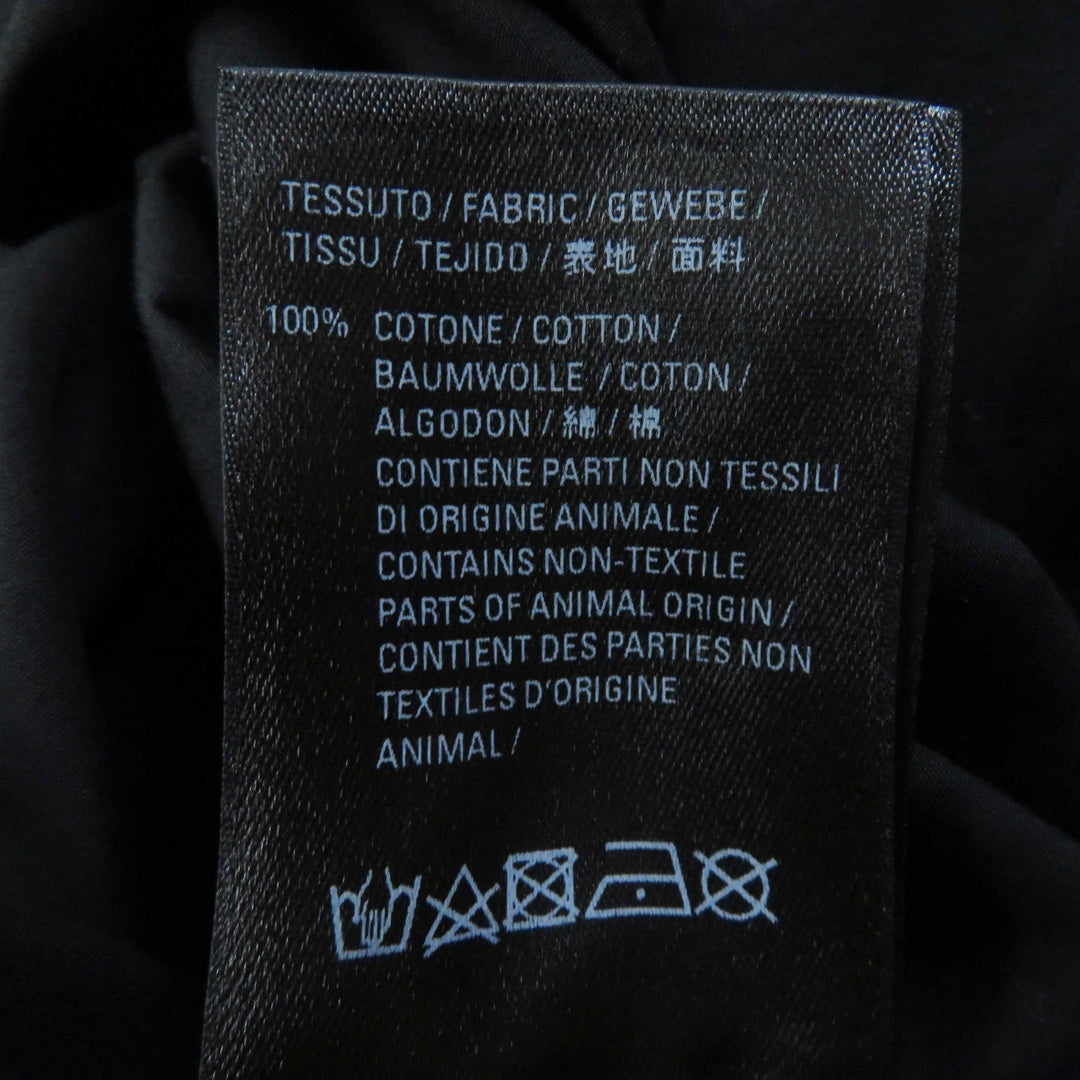 TESSUTO / FABRIC / GEWEBE /
TISSU / TEJIDO / 表地 / 面料
100% COTONE / COTTON /
BAUMWOLLE / COTON /
ALGODON / 綿 / 棉
CONTIENE PARTI NON TESSILI
DI ORIGINE ANIMALE /
CONTAINS NON-TEXTILE
PARTS OF ANIMAL ORIGIN /
CONTIENT DES PARTIES NON
TEXTILES D'ORIGINE
ANIMAL /